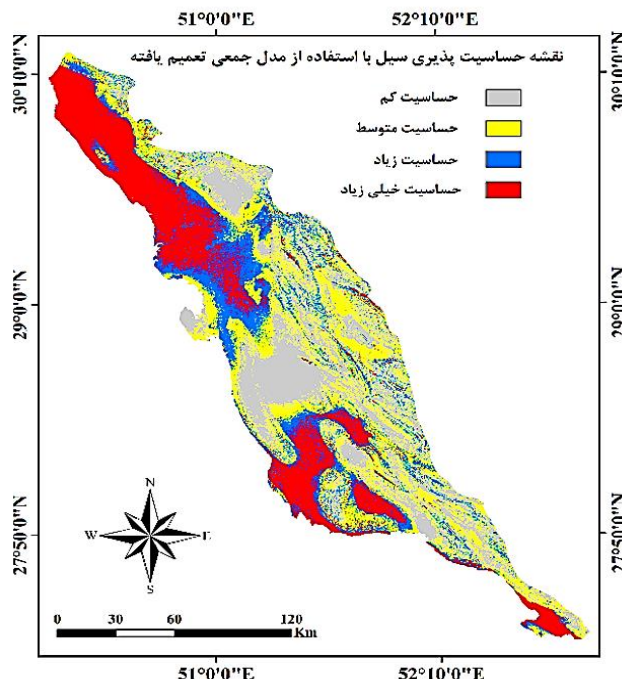 51°0'0"E 52°10'0"E
نقشه حساسیت پذیری سیل با استفاده از مدل جمعی تعمیم یافته
حساسیت کم
حساسیت متوسط
حساسیت زیاد
حساسیت خیلی زیاد
30°10'0"N 30°10'0"N
29°0'0"N 29°0'0"N
27°50'0"N 27°50'0"N
N
W E
S
0 30 60 120
Km
51°0'0"E 52°10'0"E